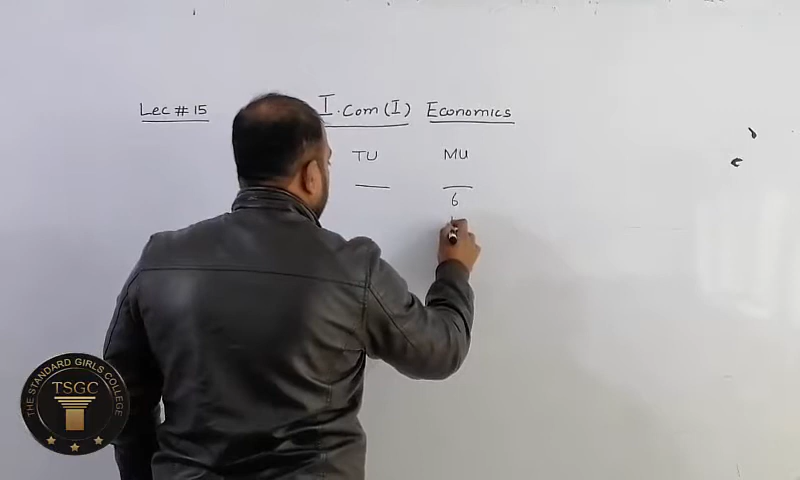 Lec # 15 I.Com (I) Economics
TU MU
6
THE STANDARD GIRLS COLLEGE
TSGC